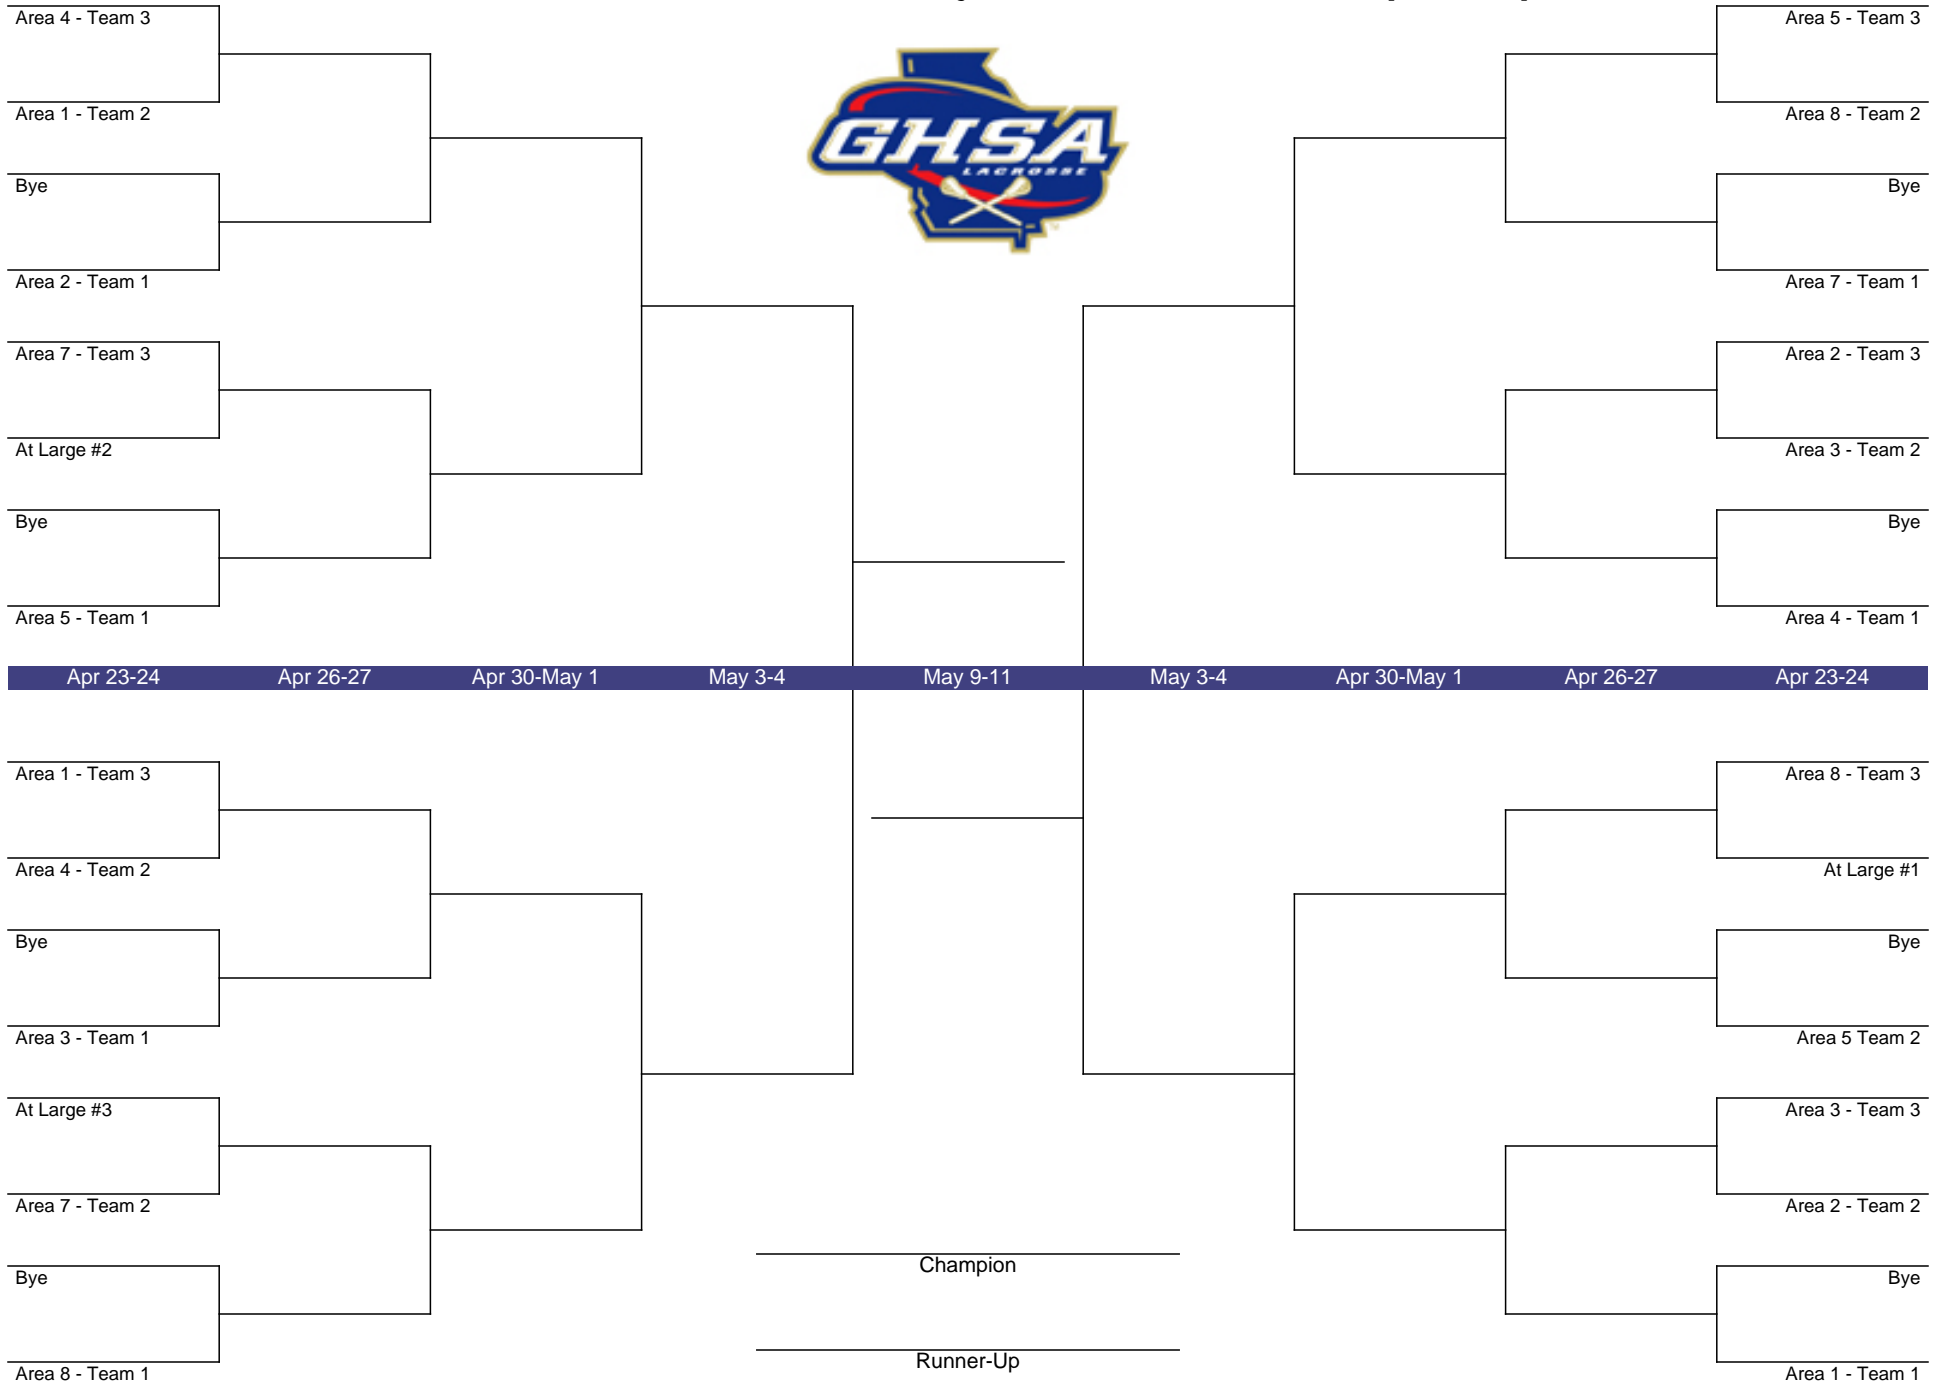 Area 4 - Team 3
Area 1 - Team 2
Bye
Area 2 - Team 1
Area 7 - Team 3
At Large #2
Bye
Area 5 - Team 1
GHSA
LACROSSE
TM
Area 5 - Team 3
Area 8 - Team 2
Bye
Area 7 - Team 1
Area 2 - Team 3
Area 3 - Team 2
Bye
Area 4 - Team 1
Apr 23-24 Apr 26-27 Apr 30-May 1 May 3-4 May 9-11 May 3-4 Apr 30-May 1 Apr 26-27 Apr 23-24
Area 1 - Team 3
Area 4 - Team 2
Bye
Area 3 - Team 1
At Large #3
Area 7 - Team 2
Bye
Area 8 - Team 1
Champion
Runner-Up
Area 8 - Team 3
At Large #1
Bye
Area 5 Team 2
Area 3 - Team 3
Area 2 - Team 2
Bye
Area 1 - Team 1